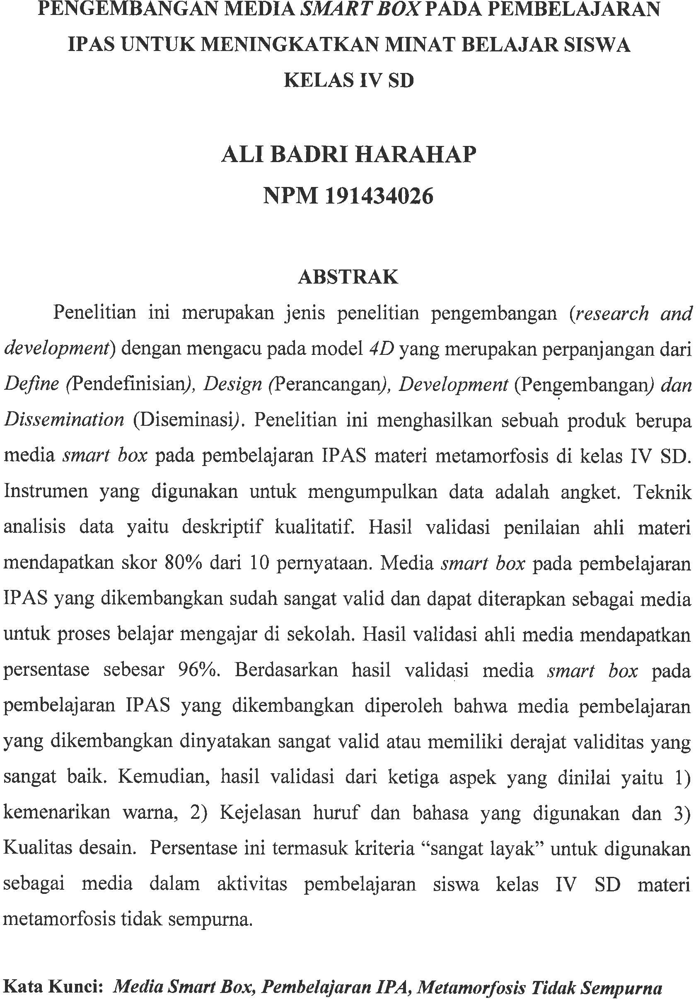 PENGEMBANGAN MEDIA SMART BOX PADA PEMBELAJARAN
IPAS UNTUK MENINGKATKAN MINAT BELAJAR SISWA
KELAS IV SD
ALI BADRI HARAHAP
NPM 191434026
ABSTRAK
Penelitian ini merupakan jenis penelitian pengembangan (research and
development) dengan mengacu pada model 4D yang merupakan perpanjangan dari
Define (Pendefinisian), Design (Perancangan), Development (Pengembangan) dan
Dissemination (Diseminasi). Penelitian ini menghasilkan sebuah produk berupa
media smart box pada pembelajaran IPAS materi metamorfosis di kelas IV SD.
Instrumen yang digunakan untuk mengumpulkan data adalah angket. Teknik
analisis data yaitu deskriptif kualitatif. Hasil validasi penilaian ahli materi
mendapatkan skor 80% dari 10 pernyataan. Media smart box pada pembelajaran
IPAS yang dikembangkan sudah sangat valid dan dapat diterapkan sebagai media
untuk proses belajar mengajar di sekolah. Hasil validasi ahli media mendapatkan
persentase sebesar 96%. Berdasarkan hasil validasi media smart box pada
pembelajaran IPAS yang dikembangkan diperoleh bahwa media pembelajaran
yang dikembangkan dinyatakan sangat valid atau memiliki derajat validitas yang
sangat baik. Kemudian, hasil validasi dari ketiga aspek yang dinilai yaitu 1)
kemenarikan warna, 2) Kejelasan huruf dan bahasa yang digunakan dan 3)
Kualitas desain. Persentase ini termasuk kriteria “sangat layak” untuk digunakan
sebagai media dalam aktivitas pembelajaran siswa kelas IV SD materi
metamorfosis tidak sempurna.
Kata Kunci: Media Smart Box, Pembelajaran IPA, Metamorfosis Tidak Sempurna